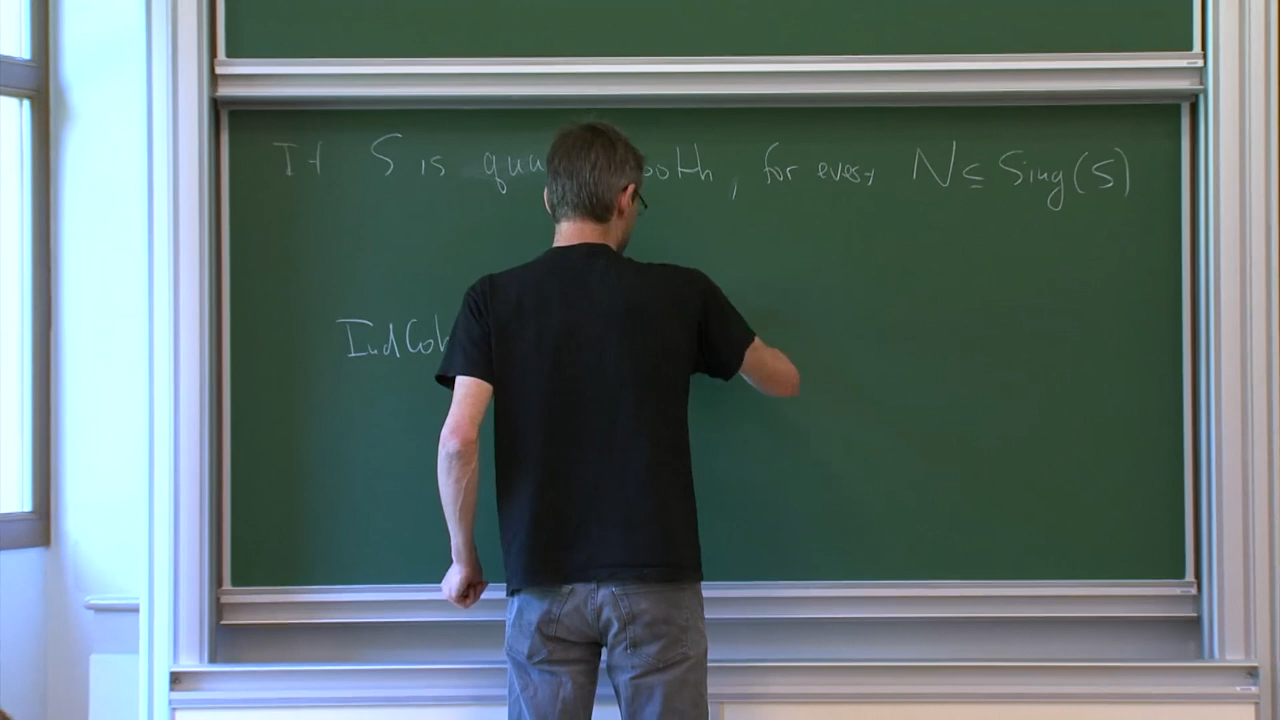 If S is qua ooth, for every N ⊆ Sing(S)
IndCoh